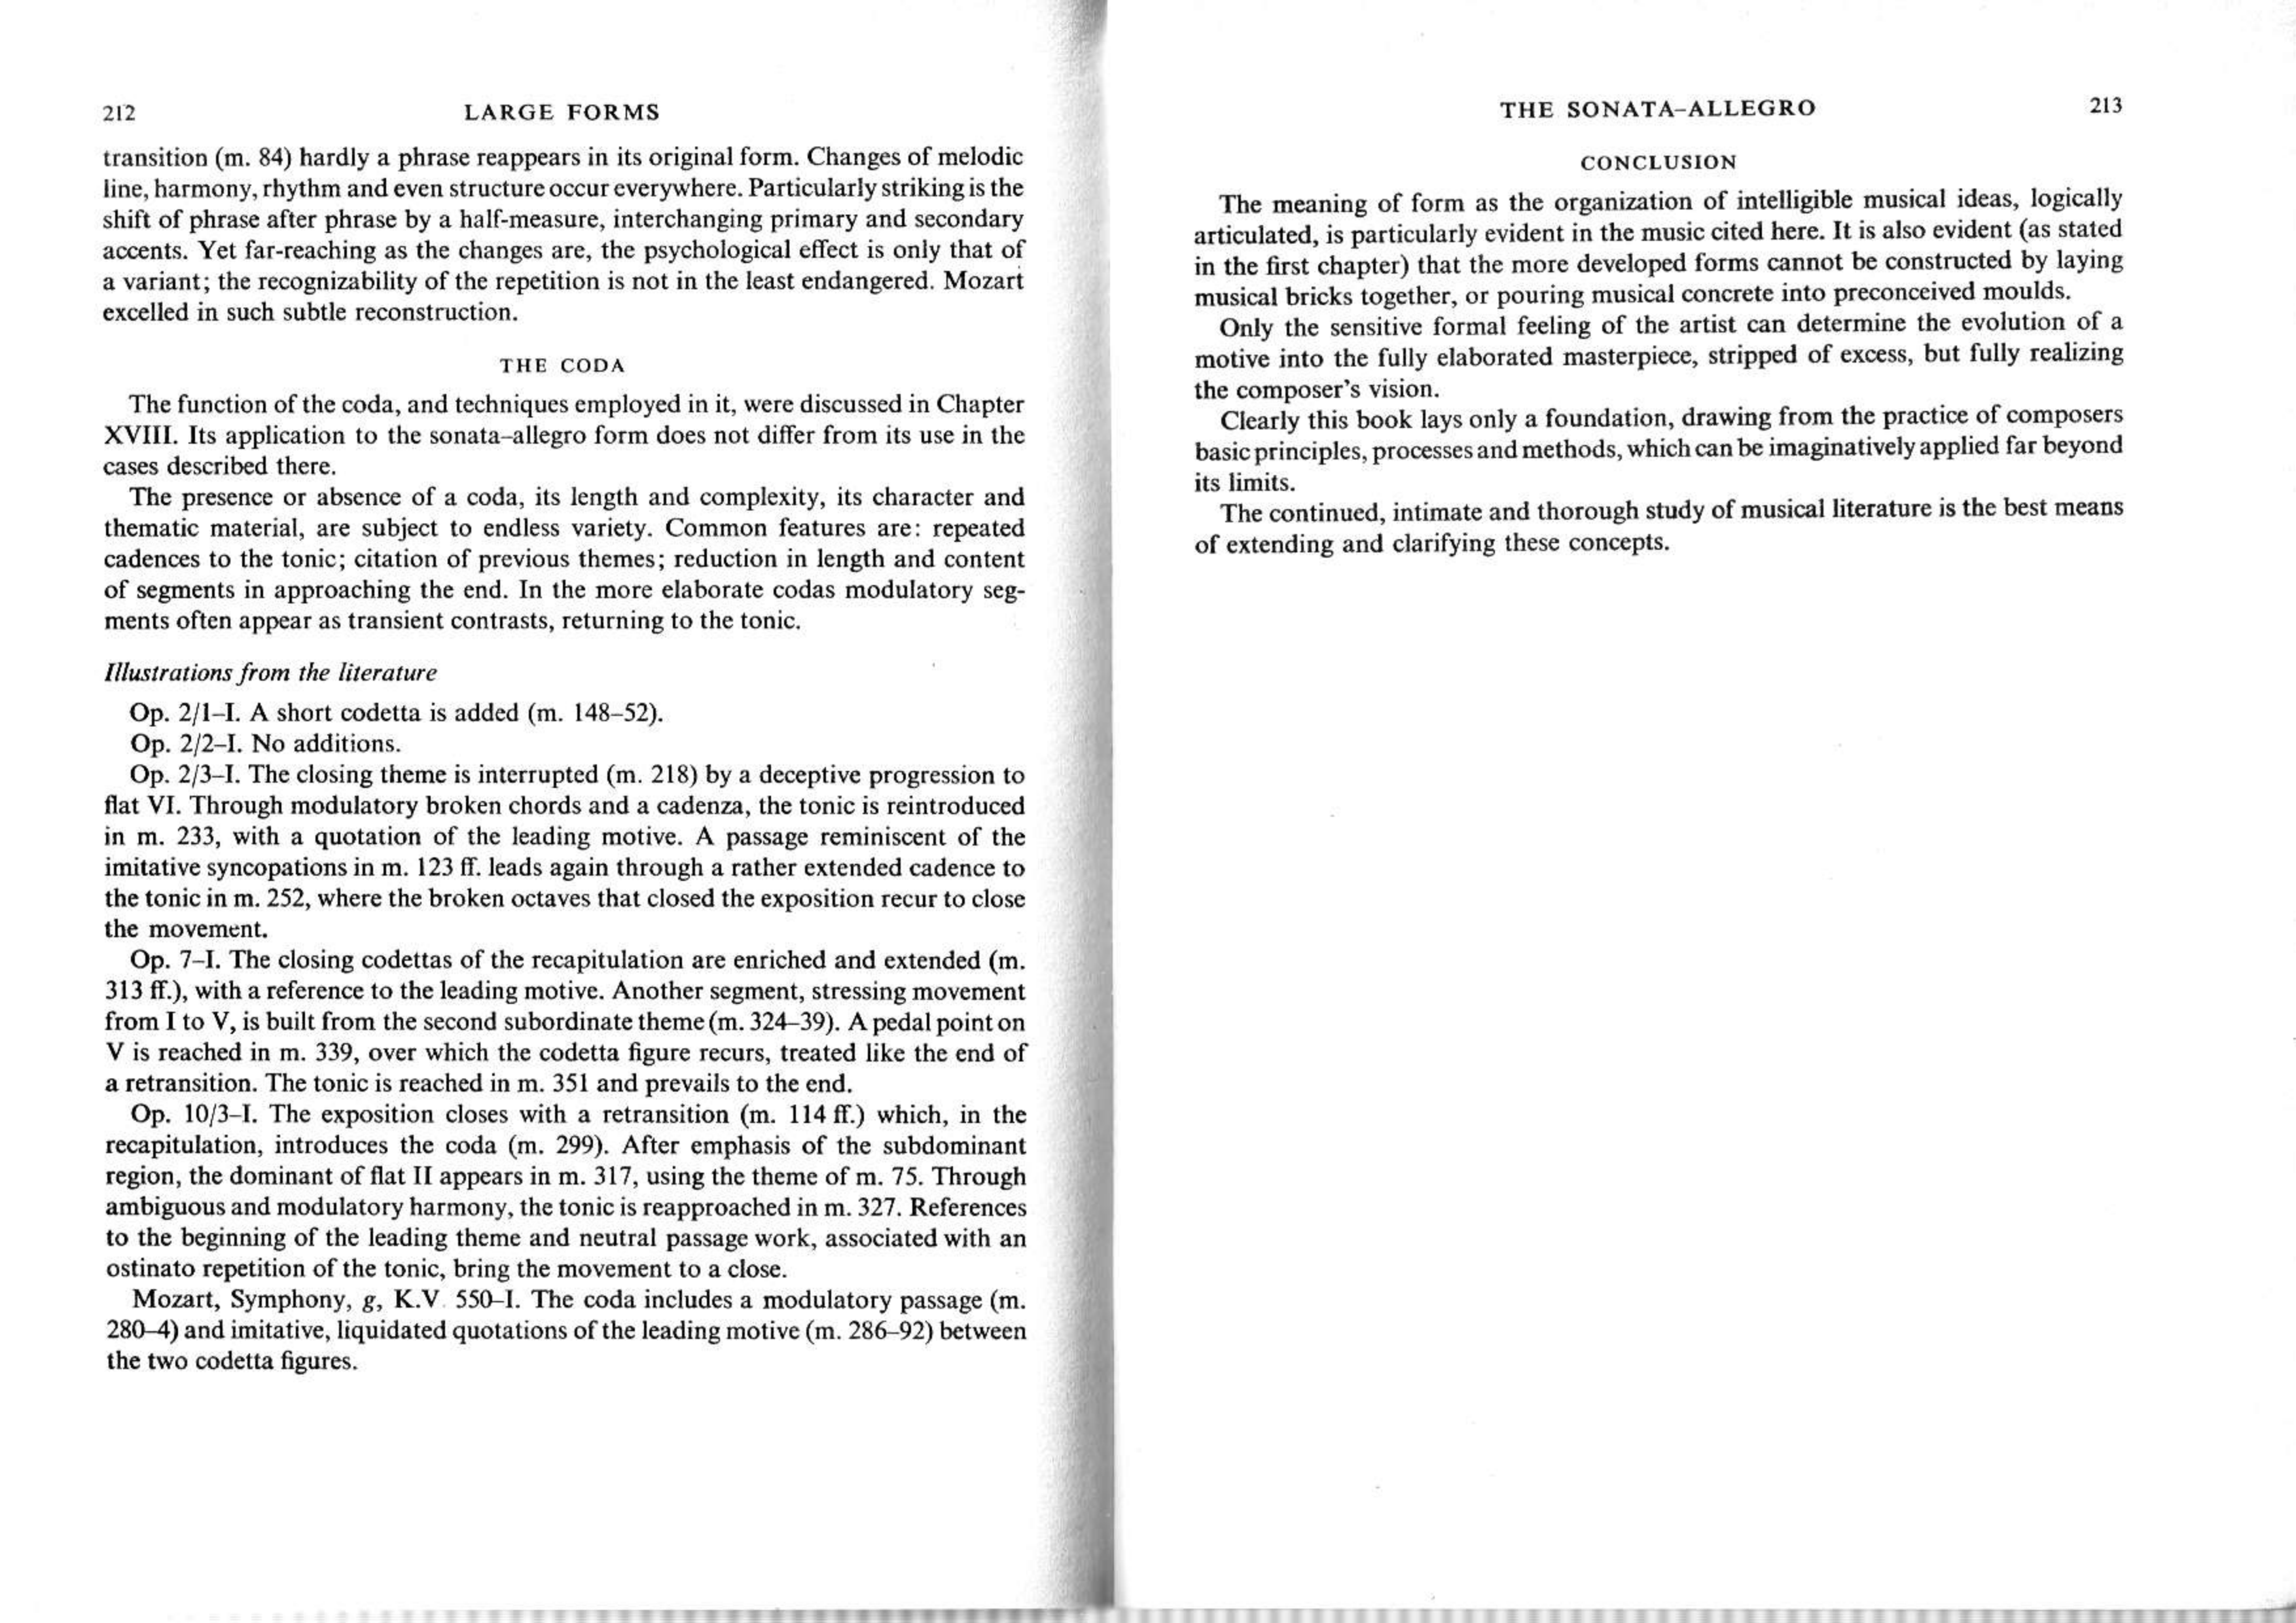 212
LARGE FORMS
transition (m. 84) hardly a phrase reappears in its original form. Changes of melodic
line, harmony, rhythm and even structure occur everywhere. Particularly striking is the
shift of phrase after phrase by a half-measure, interchanging primary and secondary
accents. Yet far-reaching as the changes are, the psychological effect is only that of
a variant; the recognizability of the repetition is not in the least endangered. Mozart
excelled in such subtle reconstruction.
THE CODA
The function of the coda, and techniques employed in it, were discussed in Chapter
XVIII. Its application to the sonata–allegro form does not differ from its use in the
cases described there.
The presence or absence of a coda, its length and complexity, its character and
thematic material, are subject to endless variety. Common features are: repeated
cadences to the tonic; citation of previous themes; reduction in length and content
of segments in approaching the end. In the more elaborate codas modulatory seg-
ments often appear as transient contrasts, returning to the tonic.
Illustrations from the literature
Op. 2/1–I. A short codetta is added (m. 148–52).
Op. 2/2–I. No additions.
Op. 2/3–I. The closing theme is interrupted (m. 218) by a deceptive progression to
flat VI. Through modulatory broken chords and a cadenza, the tonic is reintroduced
in m. 233, with a quotation of the leading motive. A passage reminiscent of the
imitative syncopations in m. 123 ff. leads again through a rather extended cadence to
the tonic in m. 252, where the broken octaves that closed the exposition recur to close
the movement.
Op. 7–I. The closing codettas of the recapitulation are enriched and extended (m.
313 ff.), with a reference to the leading motive. Another segment, stressing movement
from I to V, is built from the second subordinate theme (m. 324–39). A pedal point on
V is reached in m. 339, over which the codetta figure recurs, treated like the end of
a retransition. The tonic is reached in m. 351 and prevails to the end.
Op. 10/3–I. The exposition closes with a retransition (m. 114 ff.) which, in the
recapitulation, introduces the coda (m. 299). After emphasis of the subdominant
region, the dominant of flat II appears in m. 317, using the theme of m. 75. Through
ambiguous and modulatory harmony, the tonic is reapproached in m. 327. References
to the beginning of the leading theme and neutral passage work, associated with an
ostinato repetition of the tonic, bring the movement to a close.
Mozart, Symphony, g, K.V. 550–I. The coda includes a modulatory passage (m.
280–4) and imitative, liquidated quotations of the leading motive (m. 286–92) between
the two codetta figures.
THE SONATA–ALLEGRO
213
CONCLUSION
The meaning of form as the organization of intelligible musical ideas, logically
articulated, is particularly evident in the music cited here. It is also evident (as stated
in the first chapter) that the more developed forms cannot be constructed by laying
musical bricks together, or pouring musical concrete into preconceived moulds.
Only the sensitive formal feeling of the artist can determine the evolution of a
motive into the fully elaborated masterpiece, stripped of excess, but fully realizing
the composer's vision.
Clearly this book lays only a foundation, drawing from the practice of composers
basic principles, processes and methods, which can be imaginatively applied far beyond
its limits.
The continued, intimate and thorough study of musical literature is the best means
of extending and clarifying these concepts.